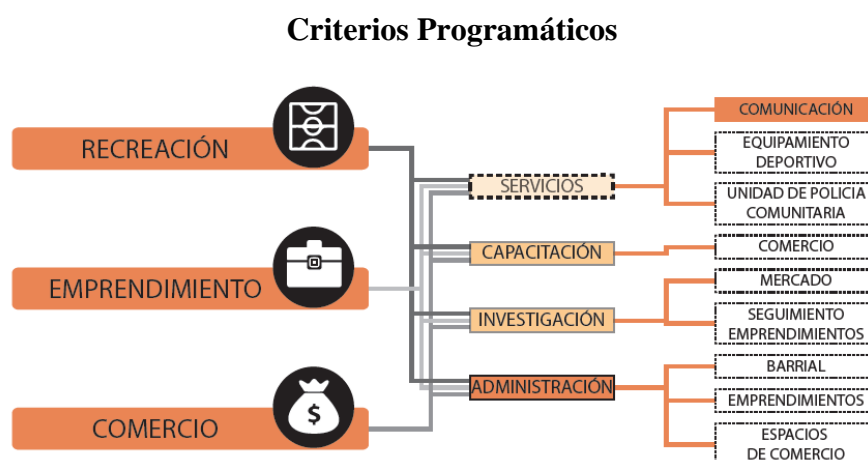 Criterios Programáticos
RECREACIÓN
EMPRENDIMIENTO
$
COMERCIO
SERVICIOS
CAPACITACIÓN
INVESTIGACIÓN
ADMINISTRACIÓN
COMUNICACIÓN
EQUIPAMIENTO
DEPORTIVO
UNIDAD DE POLICIA
COMUNITARIA
COMERCIO
MERCADO
SEGUIMIENTO
EMPRENDIMIENTOS
BARRIAL
EMPRENDIMIENTOS
ESPACIOS
DE COMERCIO